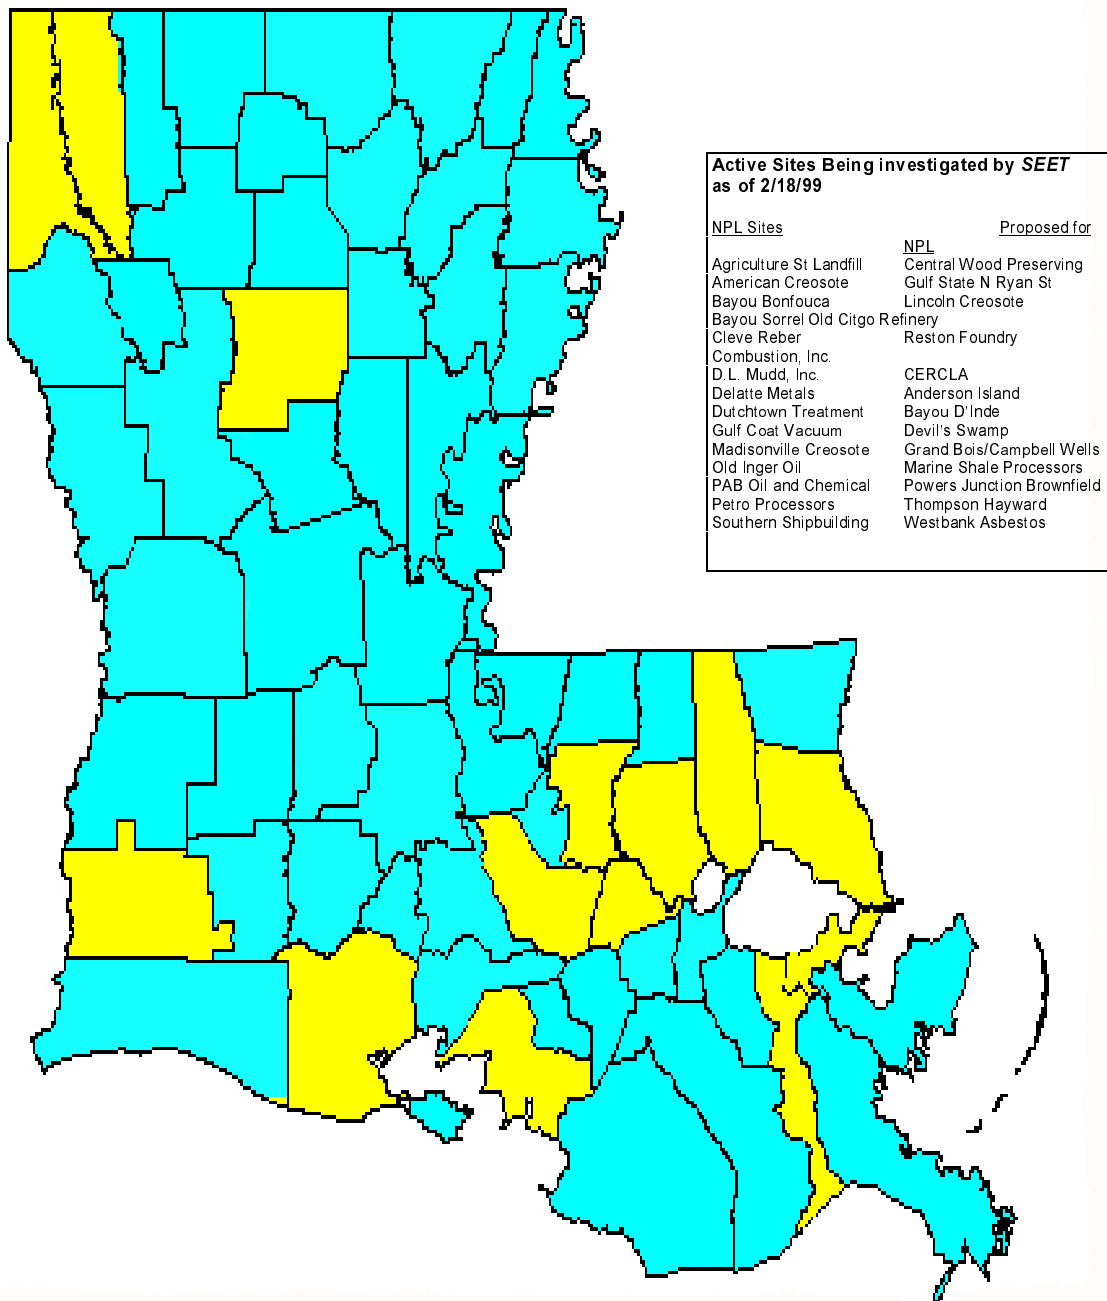 Active Sites Being investigated by SEET
as of 2/18/99
NPL Sites Proposed for
NPL
Agriculture St Landfill Central Wood Preserving
American Creosote Gulf State N Ryan St
Bayou Bonfouca Lincoln Creosote
Bayou Sorrel Old Citgo Refinery
Cleve Reber Reston Foundry
Combustion, Inc.
D.L. Mudd, Inc. CERCLA
Delatte Metals Anderson Island
Dutchtown Treatment Bayou D'Inde
Gulf Coat Vacuum Devil's Swamp
Madisonville Creosote Grand Bois/Campbell Wells
Old Inger Oil Marine Shale Processors
PAB Oil and Chemical Powers Junction Brownfield
Petro Processors Thompson Hayward
Southern Shipbuilding Westbank Asbestos